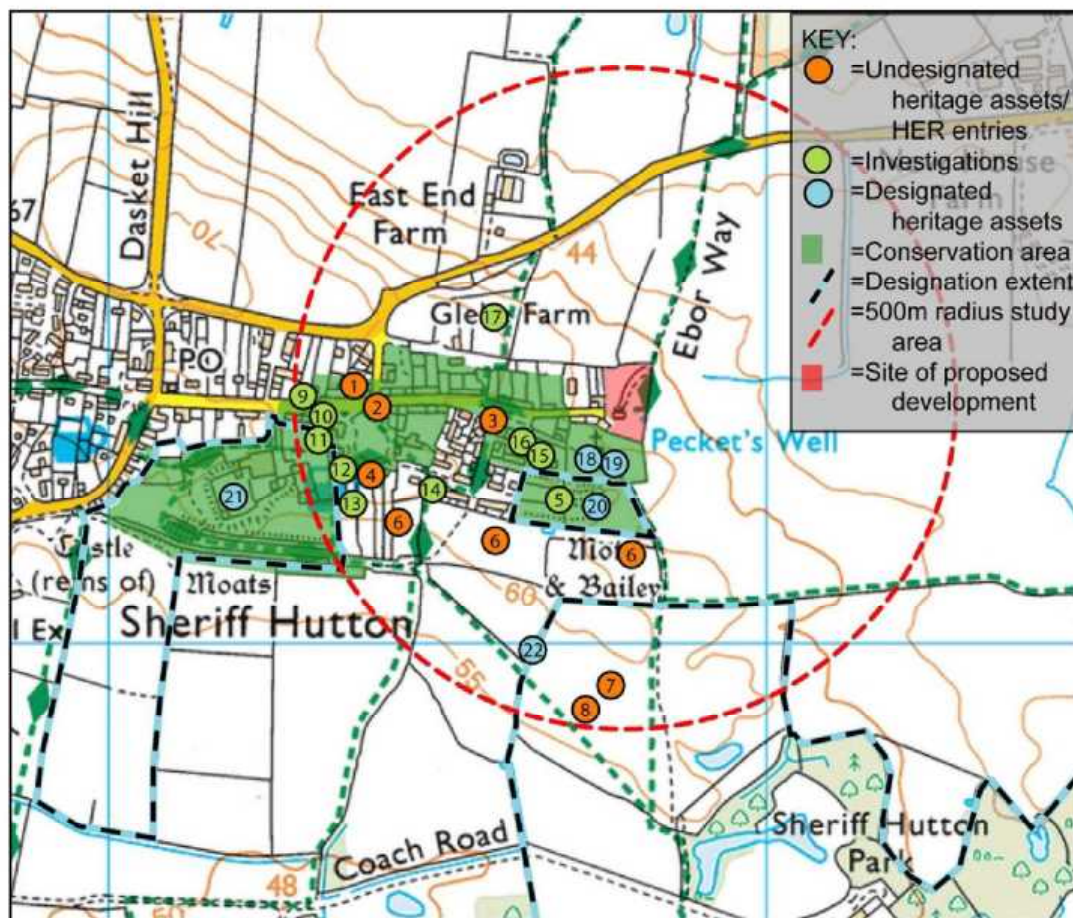 KEY:
=Undesignated
heritage assets/
HER entries
=Investigations
=Designated
heritage assets
=Conservation area
=Designation extent
=500m radius study
area
=Site of proposed
development
67
Dasket Hill
70
East End
Farm
44
Ebor Way
17
Farm
PO
9
1
10
2
11
3
16
15
18
19
Pecket's Well
12
4
14
13
5
20
21
6
6
6
Castle
(remns of)
Moats
& Bailey
60
Sheriff Hutton
22
55
7
8
Coach Road
48
Sheriff Hutton
Park